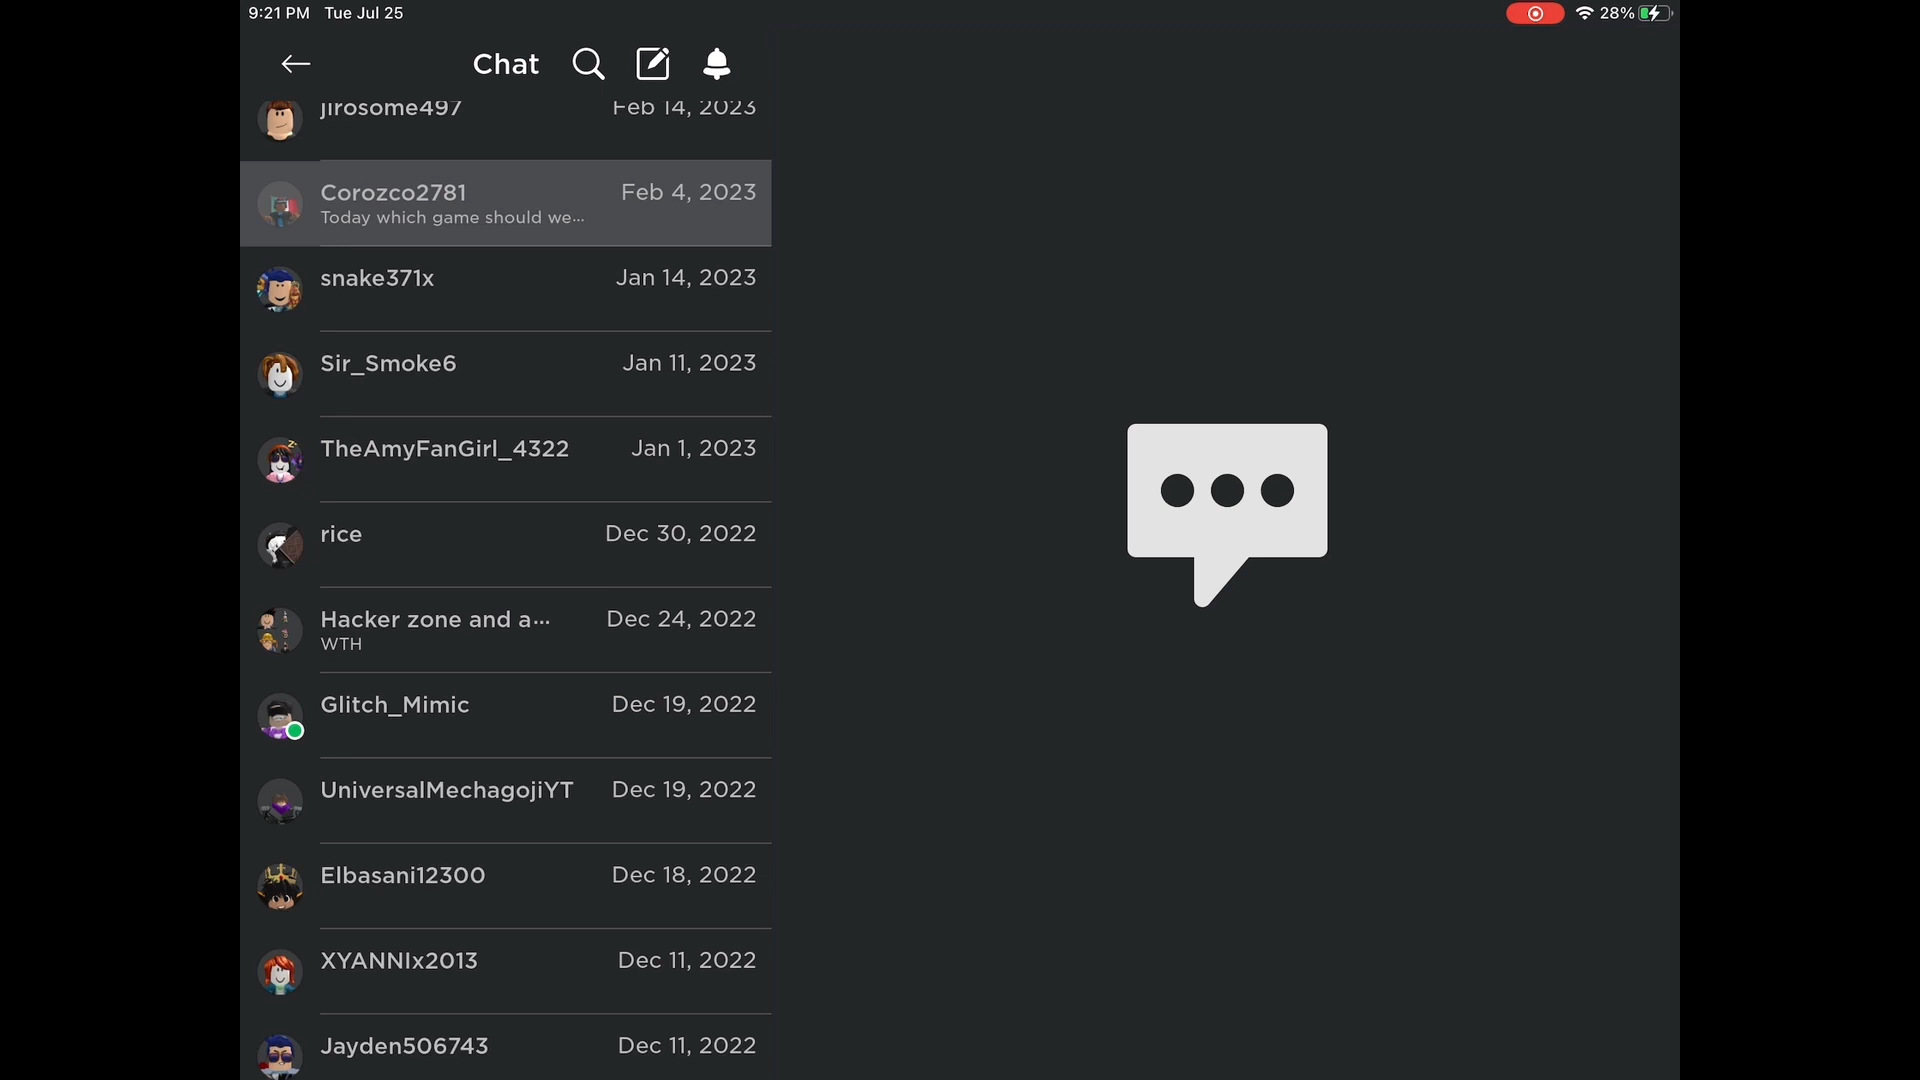 9:21 PM Tue Jul 25 28%
Chat
jirosome497 Feb 14, 2023
Corozco2781 Feb 4, 2023
Today which game should we...
snake371x Jan 14, 2023
Sir_Smoke6 Jan 11, 2023
TheAmyFanGirl_4322 Jan 1, 2023
rice Dec 30, 2022
Hacker zone and a... Dec 24, 2022
WTH
Glitch_Mimic Dec 19, 2022
UniversalMechagojiYT Dec 19, 2022
Elbasani12300 Dec 18, 2022
XYANNIx2013 Dec 11, 2022
Jayden506743 Dec 11, 2022